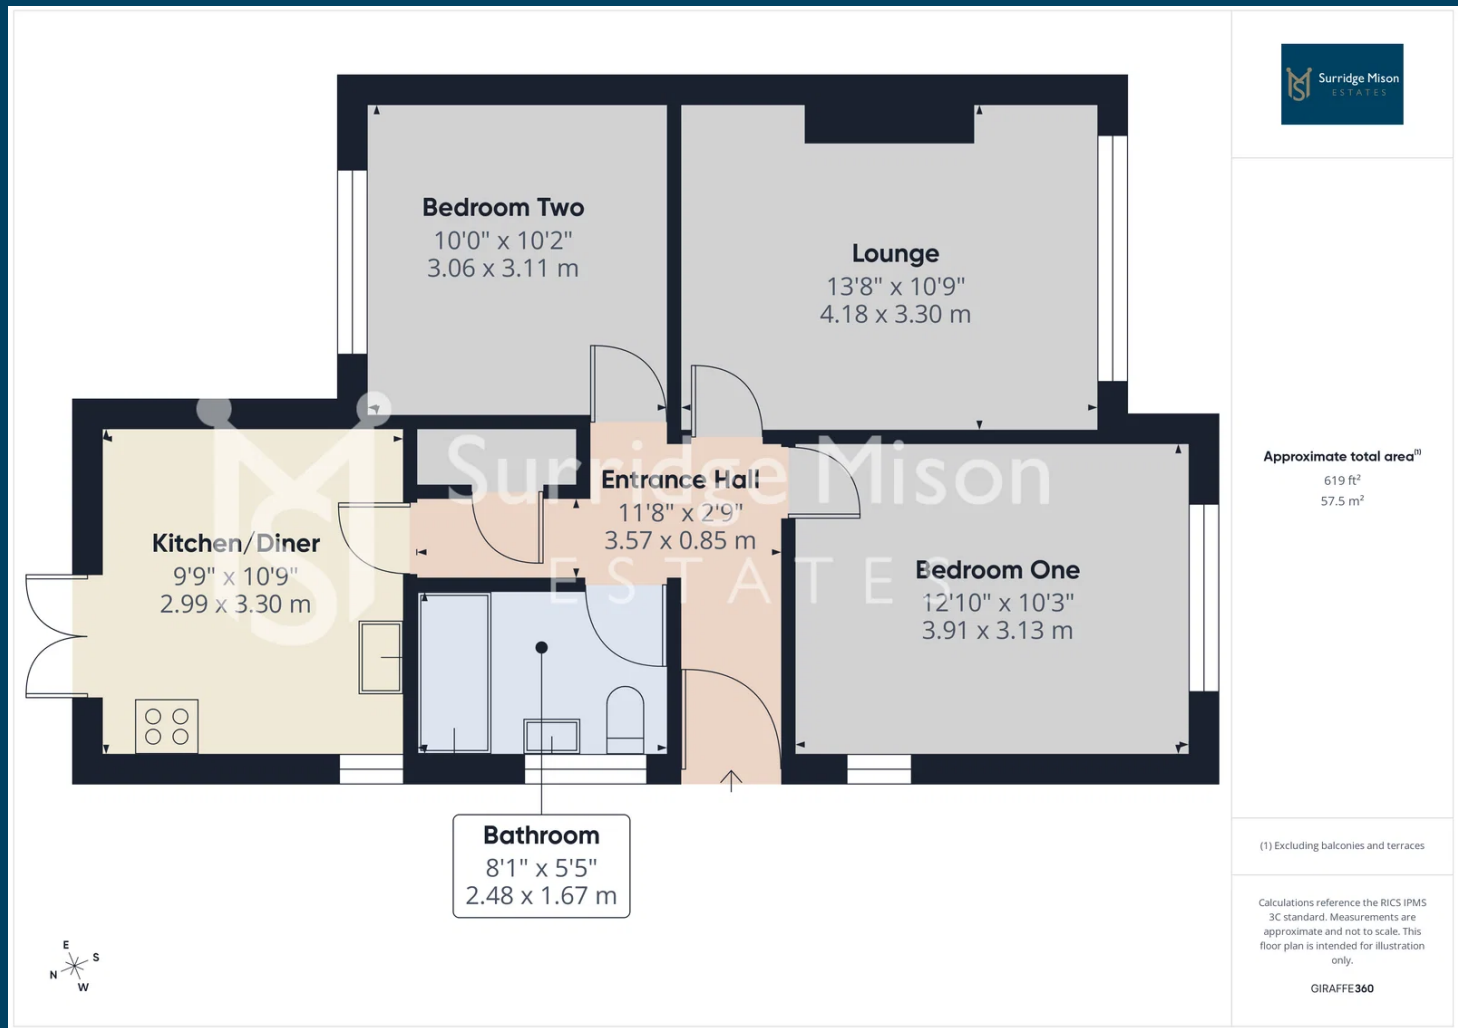 Surridge Mison
ESTATES
Bedroom Two
10'0" x 10'2"
3.06 x 3.11 m
Lounge
13'8" x 10'9"
4.18 x 3.30 m
Surridge Mison
ESTATES
Entrance Hall
11'8" x 2'9"
3.57 x 0.85 m
Kitchen/Diner
9'9" x 10'9"
2.99 x 3.30 m
Bedroom One
12'10" x 10'3"
3.91 x 3.13 m
Bathroom
8'1" x 5'5"
2.48 x 1.67 m
E
S
N
W
Approximate total area⁽¹⁾
619 ft²
57.5 m²
(1) Excluding balconies and terraces
Calculations reference the RICS IPMS
3C standard. Measurements are
approximate and not to scale. This
floor plan is intended for illustration
only.
GIRAFFE360